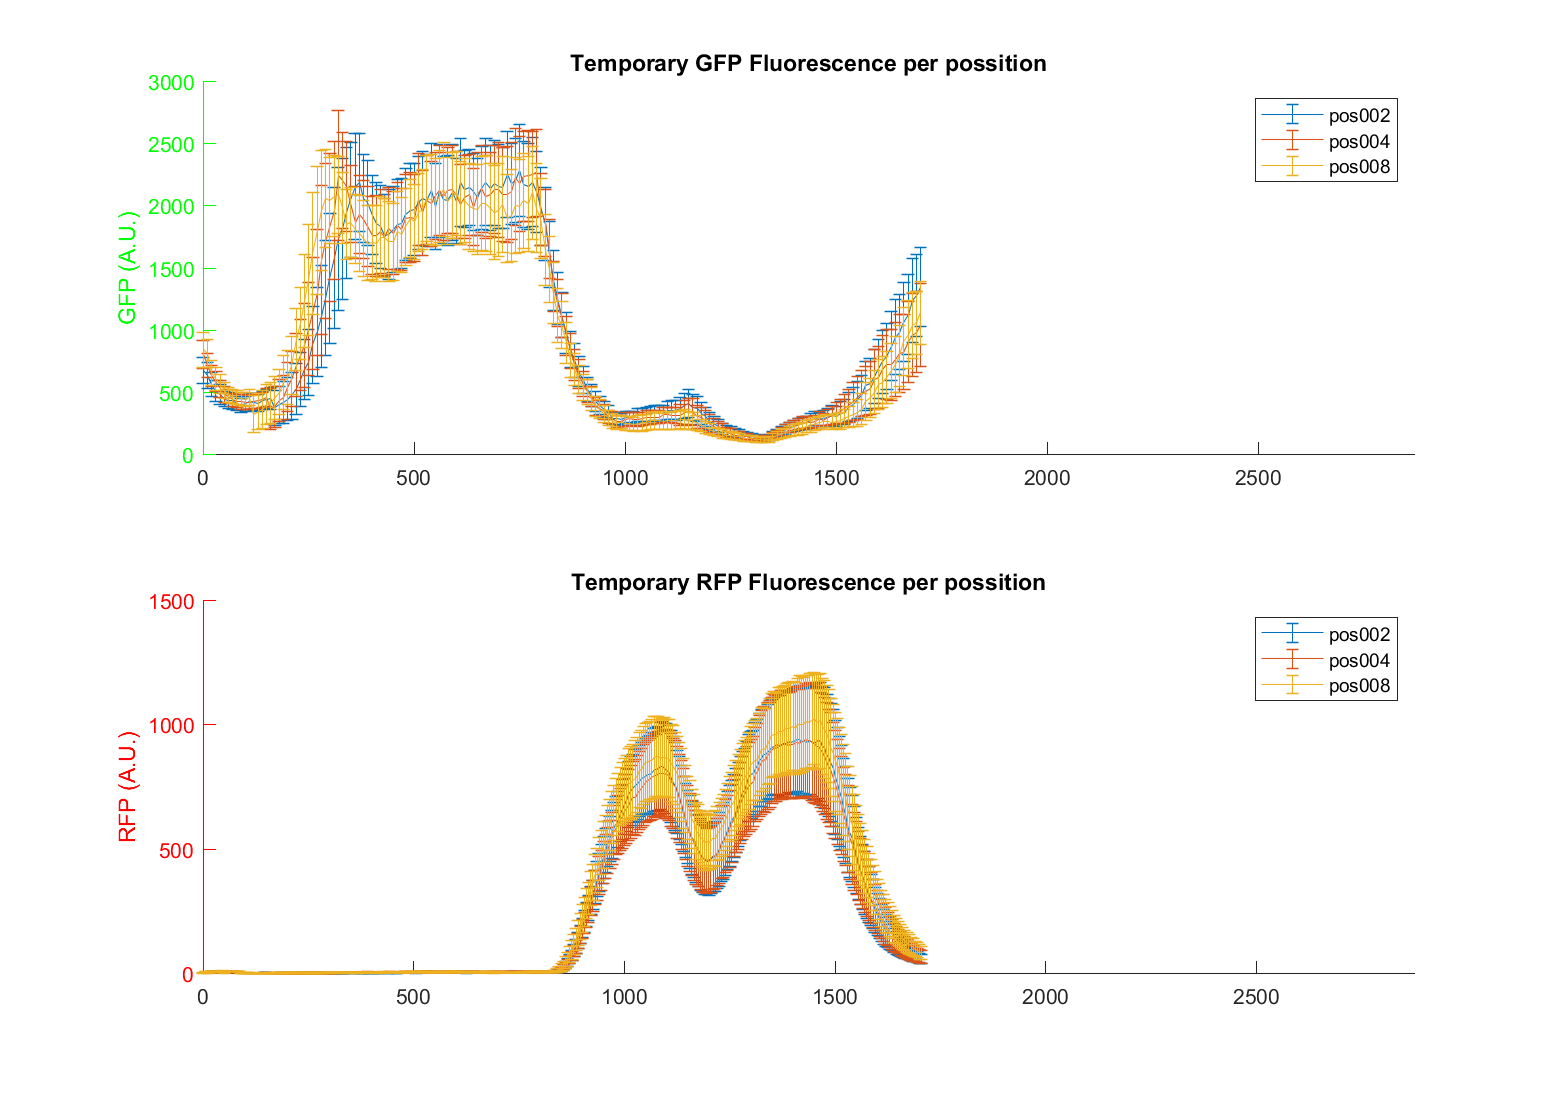 Temporary GFP Fluorescence per possition
GFP (A.U.)
3000
2500
2000
1500
1000
500
0
0 500 1000 1500 2000 2500
pos002
pos004
pos008
Temporary RFP Fluorescence per possition
RFP (A.U.)
1500
1000
500
0
0 500 1000 1500 2000 2500
pos002
pos004
pos008